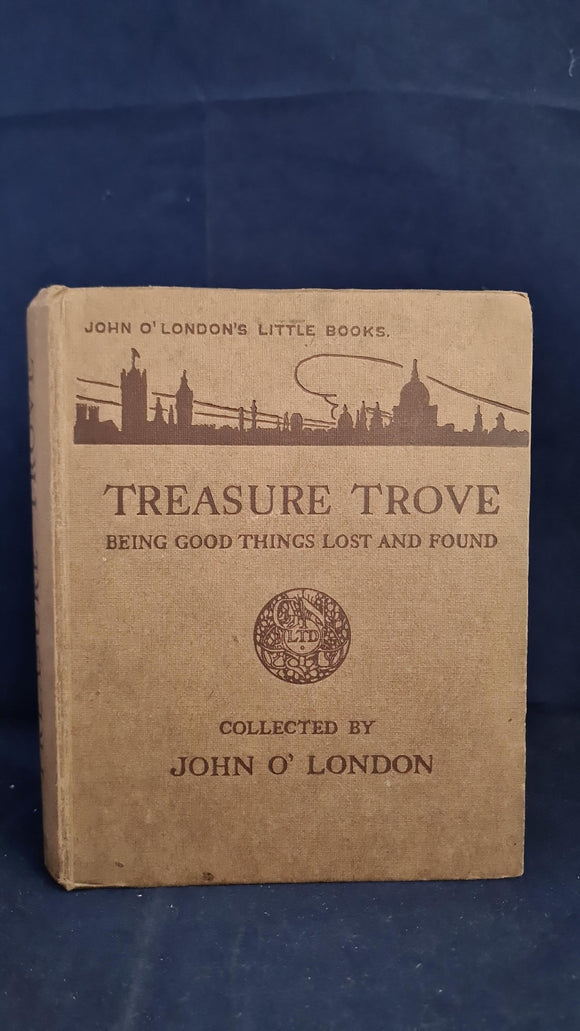 JOHN O' LONDON'S LITTLE BOOKS.
TREASURE TROVE
BEING GOOD THINGS LOST AND FOUND
LTD
COLLECTED BY
JOHN O' LONDON